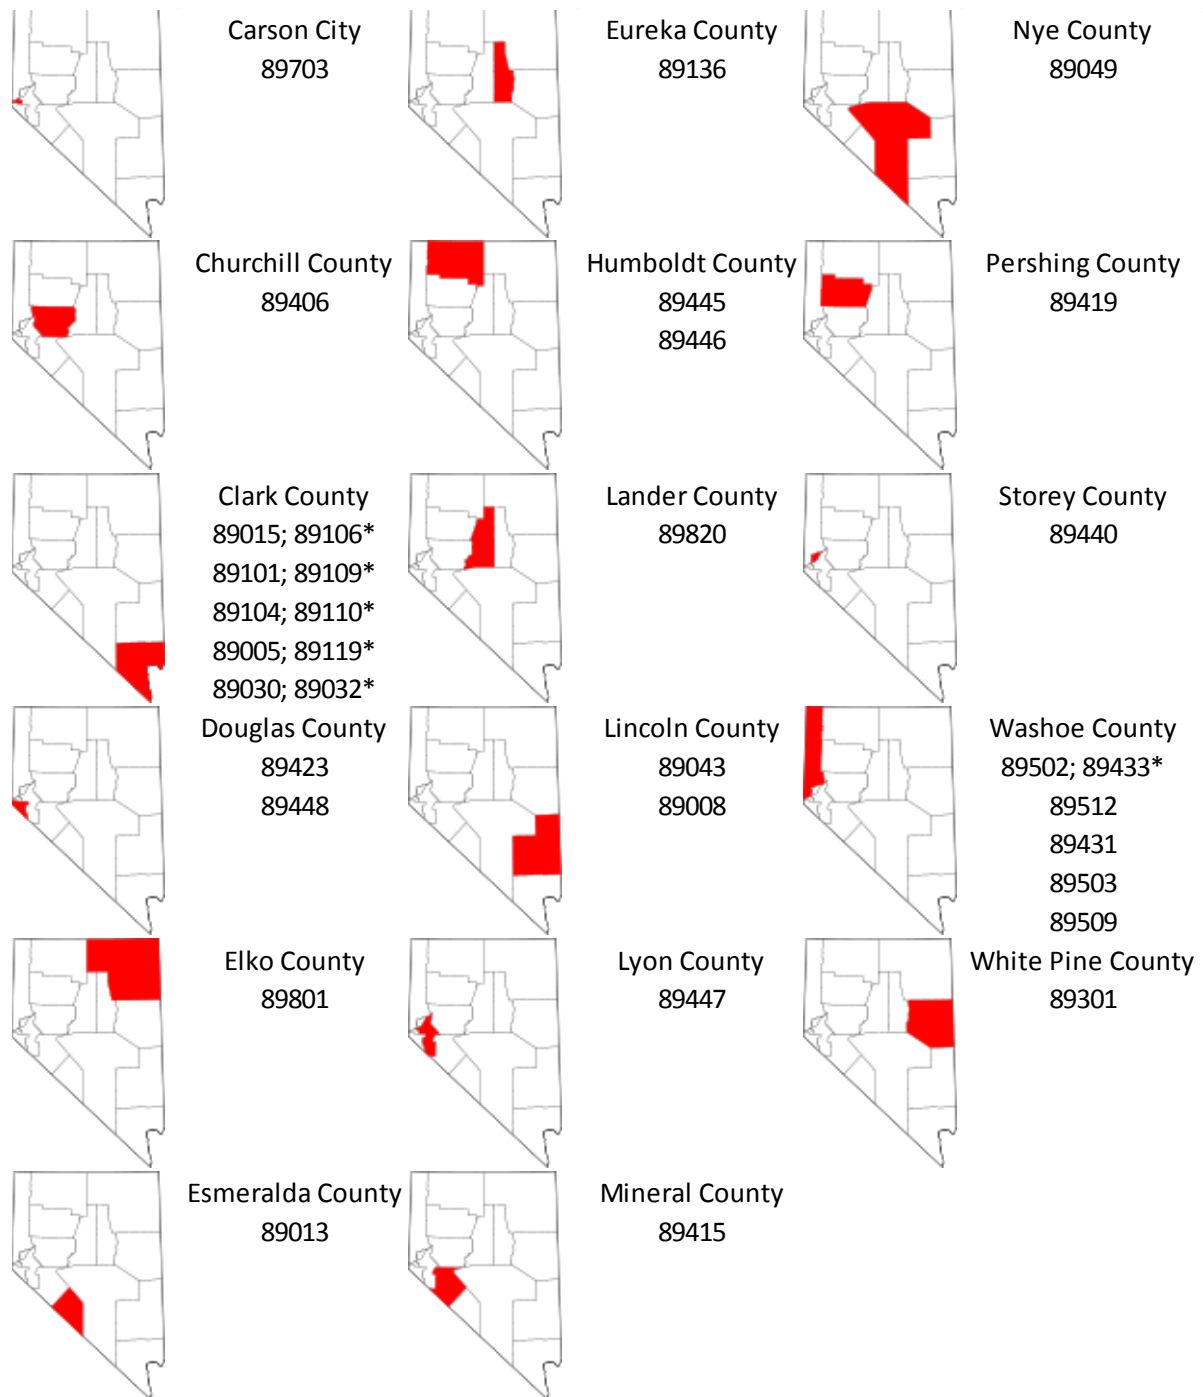 Carson City
89703
Eureka County
89136
Nye County
89049
Churchill County
89406
Humboldt County
89445
89446
Pershing County
89419
Clark County
89015; 89106*
89101; 89109*
89104; 89110*
89005; 89119*
89030; 89032*
Lander County
89820
Storey County
89440
Douglas County
89423
89448
Lincoln County
89043
89008
Washoe County
89502; 89433*
89512
89431
89503
89509
Elko County
89801
Lyon County
89447
White Pine County
89301
Esmeralda County
89013
Mineral County
89415